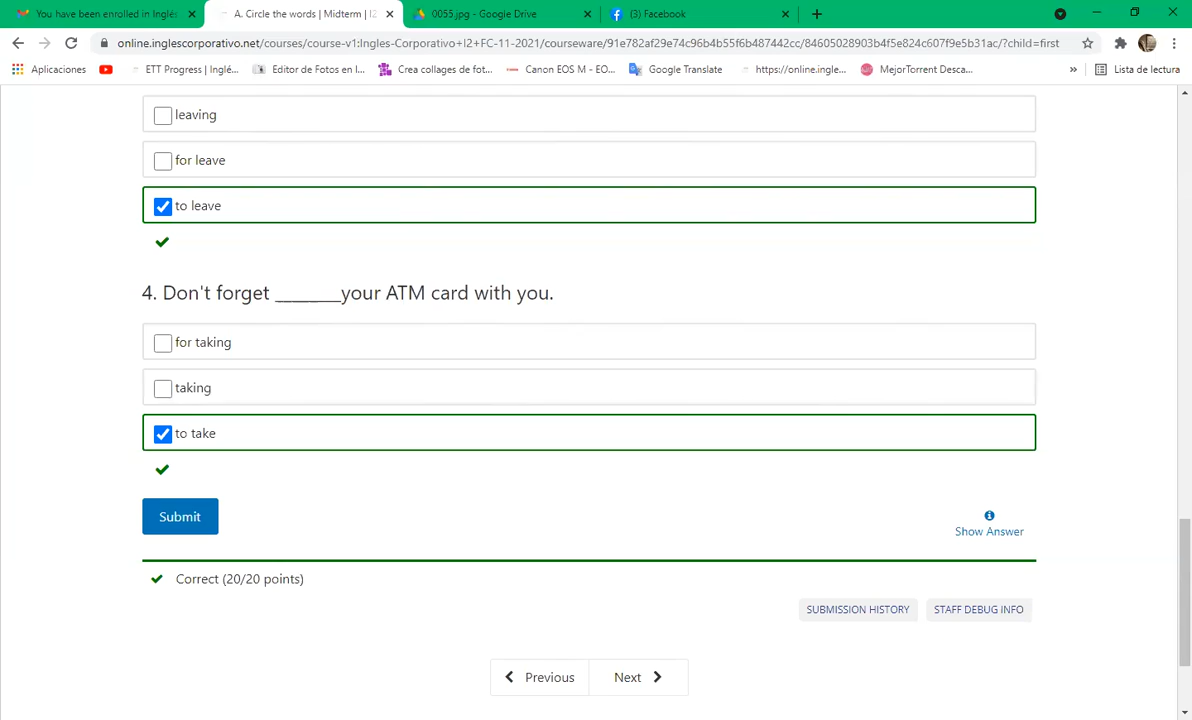 You have been enrolled in Inglés
A. Circle the words | Midterm | I2
0055.jpg - Google Drive
(3) Facebook
online.inglescorporativo.net/courses/course-v1:Ingles-Corporativo+I2+FC-11-2021/courseware/91e782af29e74c96b4b55f6b487442cc/84605028903b4f5e824c607f9e5b31ac/?child=first
Aplicaciones
ETT Progress | Inglé...
Editor de Fotos en l...
Crea collages de fot...
Canon EOS M - EO...
Google Translate
https://online.ingle...
MejorTorrent Desca...
»
Lista de lectura
leaving
for leave
to leave
4. Don't forget _______your ATM card with you.
for taking
taking
to take
Submit
Show Answer
Correct (20/20 points)
SUBMISSION HISTORY
STAFF DEBUG INFO
Previous
Next